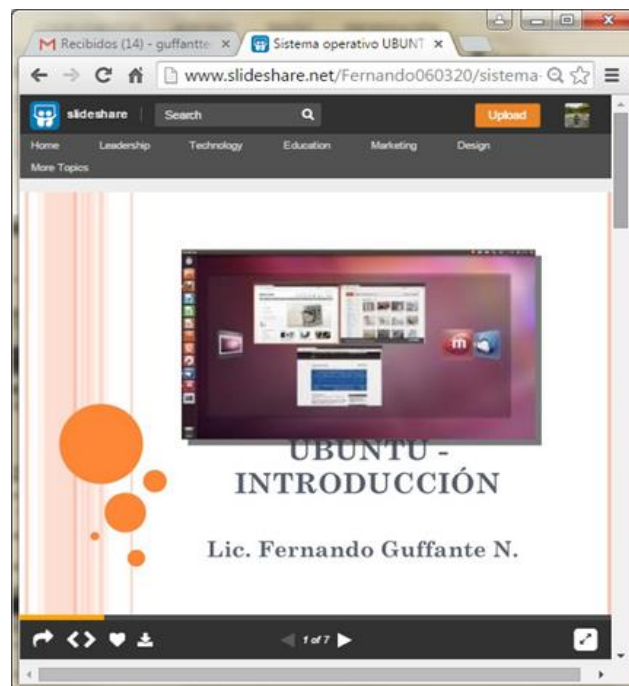 Recibidos (14) - guffantte
Sistema operativo UBUNT
www.slideshare.net/Fernando060320/sistema-
slideshare
Search
Upload
Home Leadership Technology Education Marketing Design
More Topics
UBUNTU -
INTRODUCCIÓN
Lic. Fernando Guffante N.
1 of 7